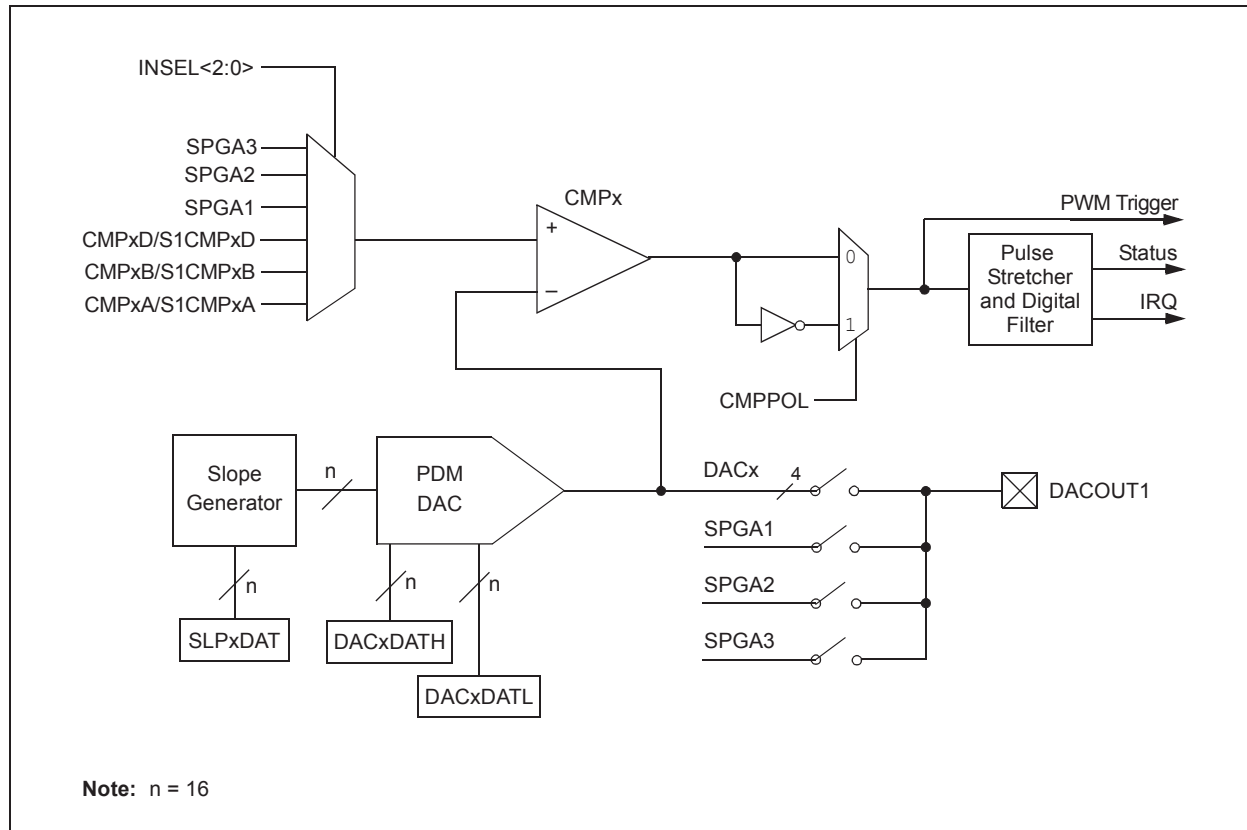 INSEL<2:0>
SPGA3
SPGA2
SPGA1
CMPxD/S1CMPxD
CMPxB/S1CMPxB
CMPxA/S1CMPxA
CMPx
+
–
0
1
CMPPOL
PWM Trigger
Pulse
Stretcher
and Digital
Filter
Status
IRQ
Slope
Generator
n
PDM
DAC
n
n
n
SLPxDAT
DACxDATH
DACxDATL
DACx
4
SPGA1
SPGA2
SPGA3
DACOUT1
Note: n = 16